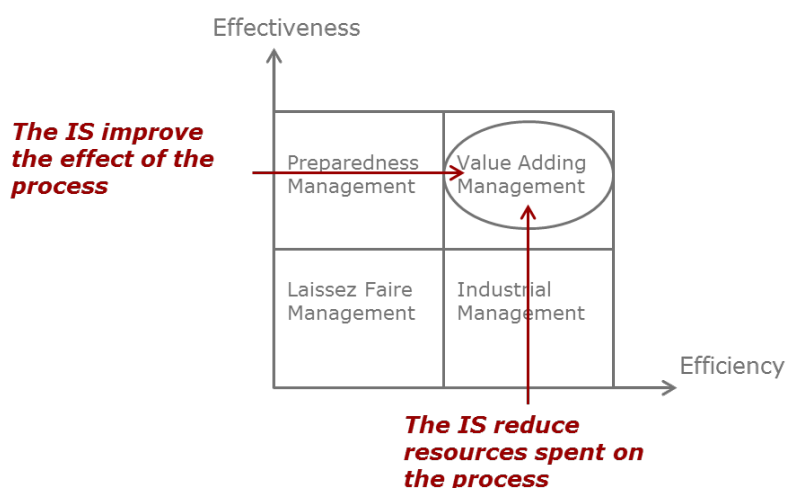 Effectiveness
The IS improve
the effect of the
process
Preparedness
Management
Value Adding
Management
Laissez Faire
Management
Industrial
Management
Efficiency
The IS reduce
resources spent on
the process